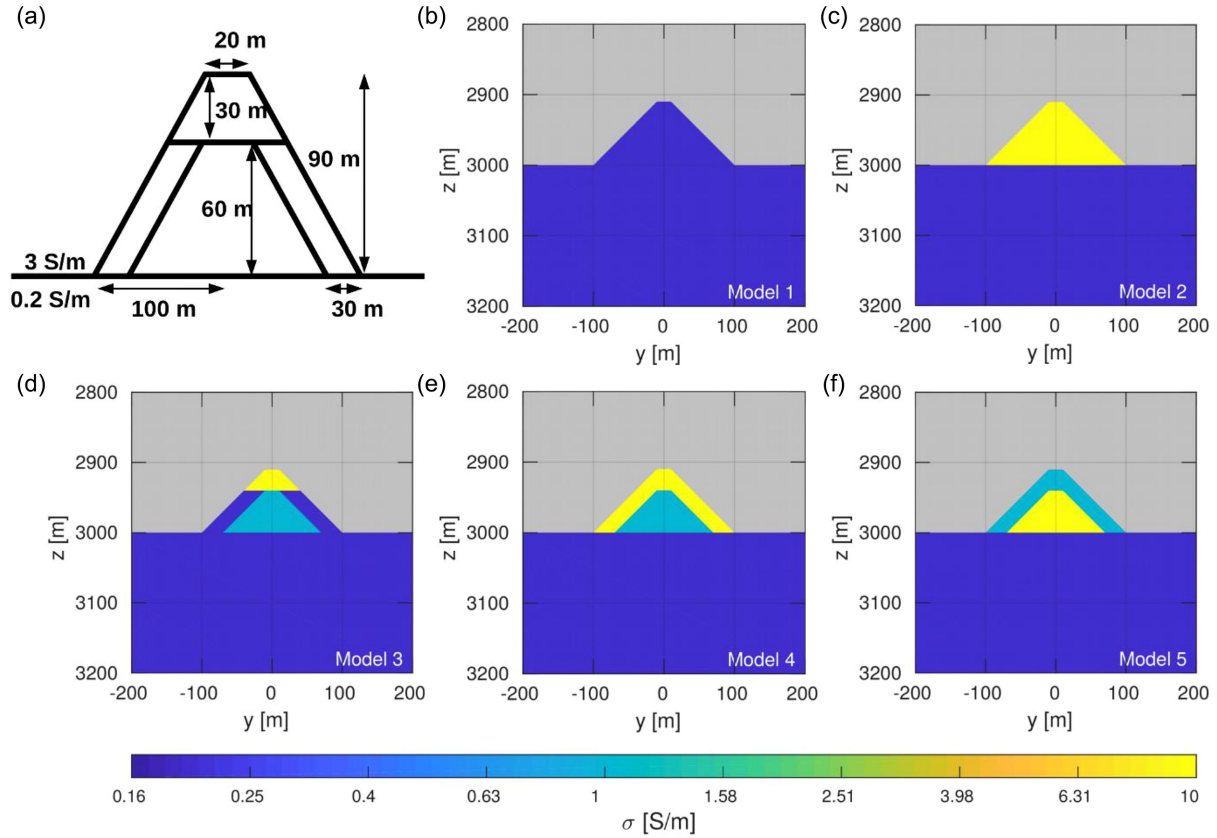 (a)
20 m
30 m
90 m
60 m
3 S/m
0.2 S/m
100 m
30 m
(b)
2800
2900
3000
3100
3200
z [m]
-200 -100 0 100 200
y [m]
Model 1
(c)
2800
2900
3000
3100
3200
z [m]
-200 -100 0 100 200
y [m]
Model 2
(d)
2800
2900
3000
3100
3200
z [m]
-200 -100 0 100 200
y [m]
Model 3
(e)
2800
2900
3000
3100
3200
z [m]
-200 -100 0 100 200
y [m]
Model 4
(f)
2800
2900
3000
3100
3200
z [m]
-200 -100 0 100 200
y [m]
Model 5
0.16 0.25 0.4 0.63 1 1.58 2.51 3.98 6.31 10
σ [S/m]